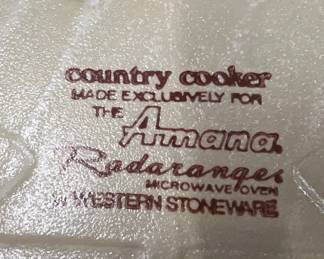 country cooker
MADE EXCLUSIVELY FOR
THE Amana.
Radarange
MICROWAVE OVEN
WESTERN STONEWARE